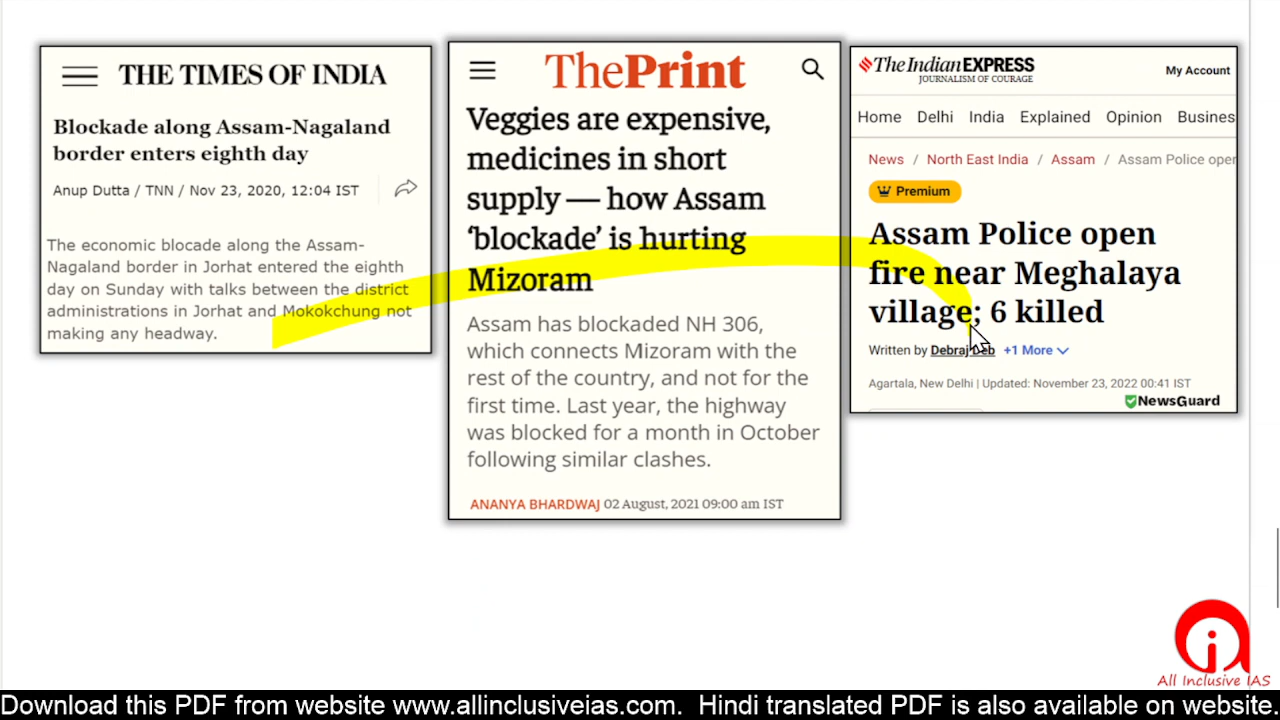 THE TIMES OF INDIA
Blockade along Assam-Nagaland
border enters eighth day
Anup Dutta / TNN / Nov 23, 2020, 12:04 IST
The economic blocade along the Assam-
Nagaland border in Jorhat entered the eighth
day on Sunday with talks between the district
administrations in Jorhat and Mokokchung not
making any headway.
ThePrint
Veggies are expensive,
medicines in short
supply — how Assam
‘blockade’ is hurting
Mizoram
Assam has blockaded NH 306,
which connects Mizoram with the
rest of the country, and not for the
first time. Last year, the highway
was blocked for a month in October
following similar clashes.
ANANYA BHARDWAJ 02 August, 2021 09:00 am IST
The Indian EXPRESS
JOURNALISM OF COURAGE
My Account
Home Delhi India Explained Opinion Busines
News / North East India / Assam / Assam Police oper
Premium
Assam Police open
fire near Meghalaya
village; 6 killed
Written by Debraj Deb +1 More
Agartala, New Delhi | Updated: November 23, 2022 00:41 IST
NewsGuard
All Inclusive IAS
Download this PDF from website www.allinclusiveias.com. Hindi translated PDF is also available on website.